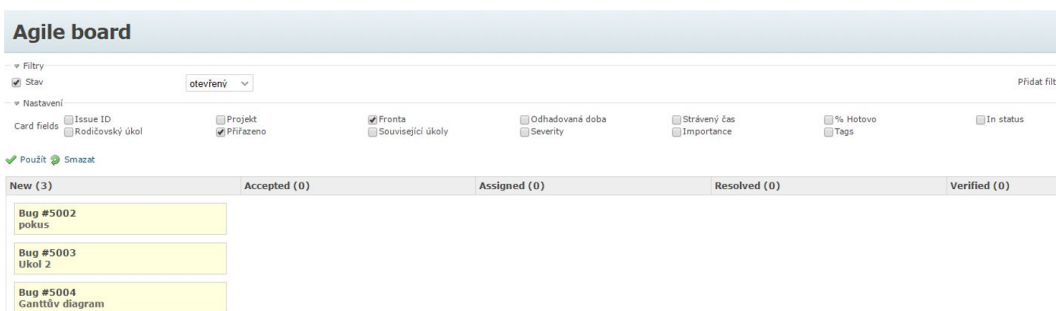 Agile board
Filtry
Stav otevřený Přidat filt
Nastavení
Card fields Issue ID Projekt Fronta Odhadovaná doba Strávený čas % Hotovo In status
Rodičovský úkol Přiřazeno Související úkoly Severity Importance Tags
Použít Smazat
New (3) Accepted (0) Assigned (0) Resolved (0) Verified (0)
Bug #5002
pokus
Bug #5003
Ukol 2
Bug #5004
Ganttův diagram